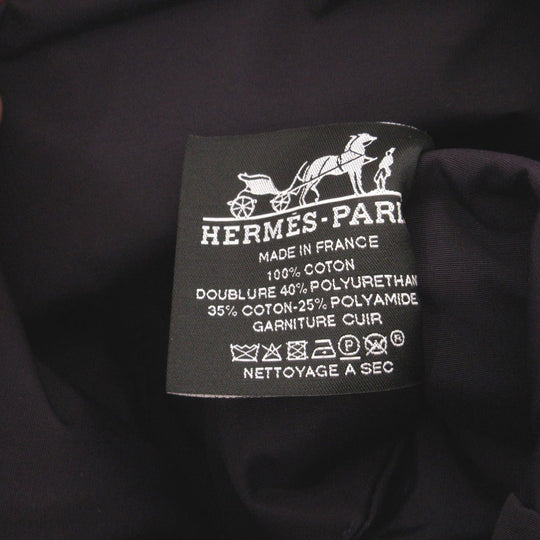 HERMÈS-PARI
MADE IN FRANCE
100% COTON
DOUBLURE 40% POLYURETHAN
35% COTON-25% POLYAMIDE
GARNITURE CUIR
P ®
NETTOYAGE A SEC